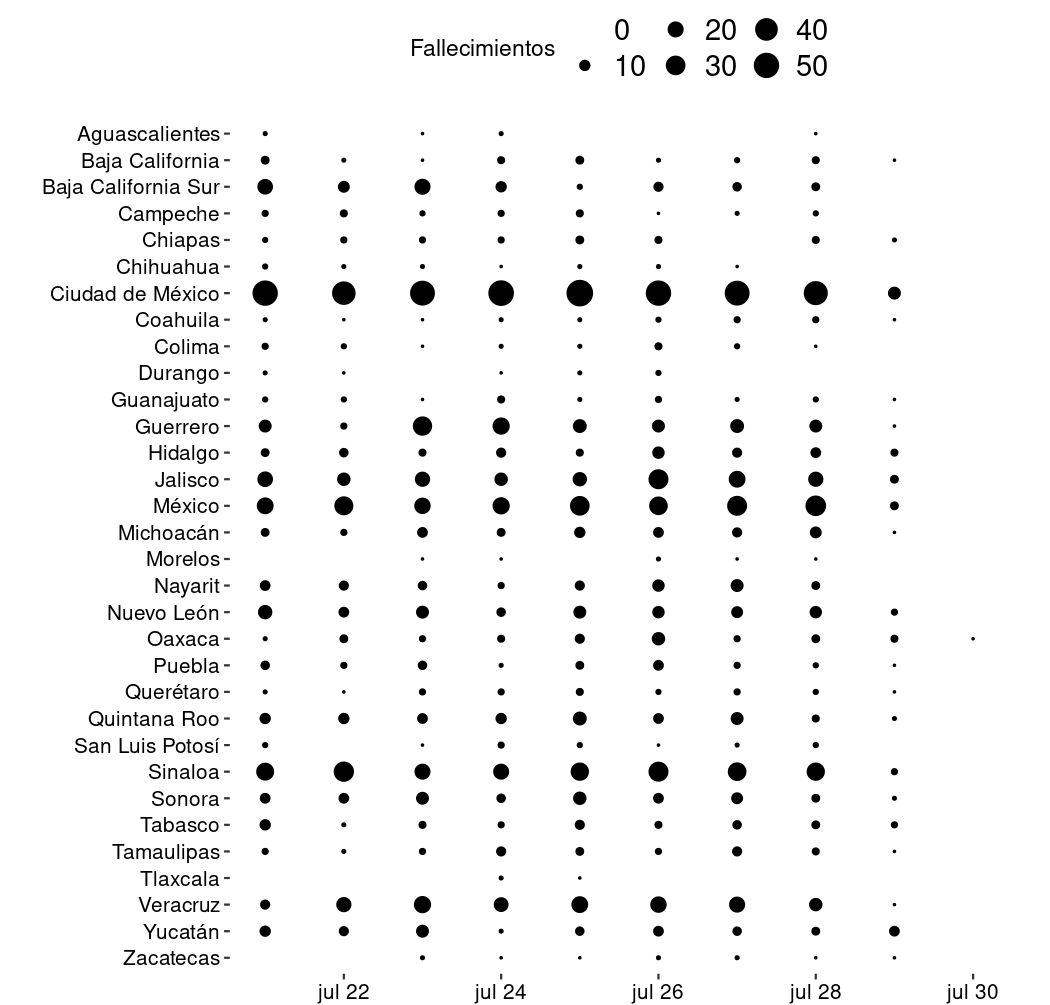 Fallecimientos
0 20 40
10 30 50
Aguascalientes
Baja California
Baja California Sur
Campeche
Chiapas
Chihuahua
Ciudad de México
Coahuila
Colima
Durango
Guanajuato
Guerrero
Hidalgo
Jalisco
México
Michoacán
Morelos
Nayarit
Nuevo León
Oaxaca
Puebla
Querétaro
Quintana Roo
San Luis Potosí
Sinaloa
Sonora
Tabasco
Tamaulipas
Tlaxcala
Veracruz
Yucatán
Zacatecas
jul 22 jul 24 jul 26 jul 28 jul 30